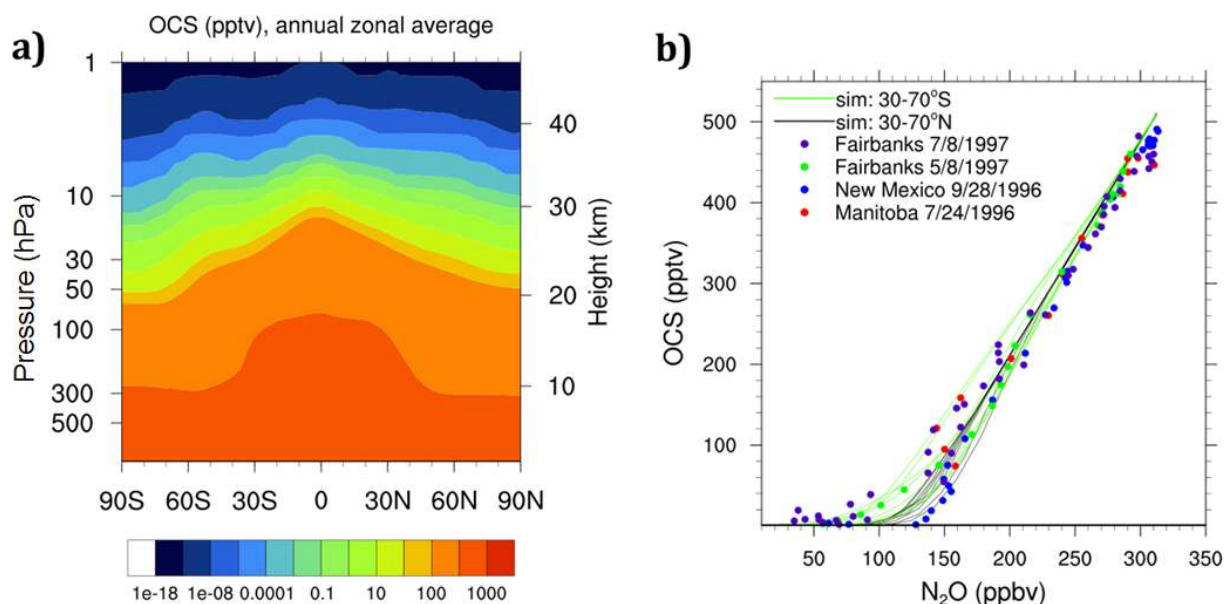 a)
OCS (pptv), annual zonal average
1
10
30
50
100
300
500
Pressure (hPa)
40
30
20
10
Height (km)
90S 60S 30S 0 30N 60N 90N
1e-18 1e-08 0.0001 0.1 10 100 1000
b)
sim: 30-70°S
sim: 30-70°N
Fairbanks 7/8/1997
Fairbanks 5/8/1997
New Mexico 9/28/1996
Manitoba 7/24/1996
500
400
300
200
100
OCS (pptv)
50 100 150 200 250 300 350
N₂O (ppbv)